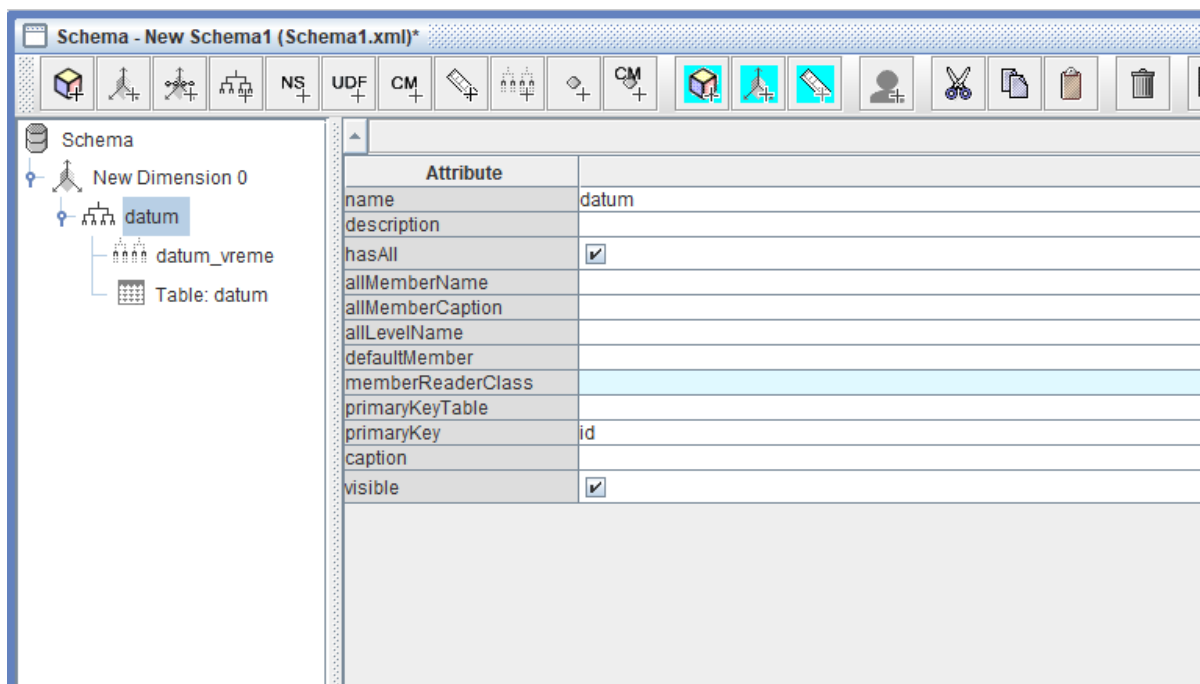 Schema - New Schema1 (Schema1.xml)*
NS UDF CM CM
Schema
New Dimension 0
datum
datum_vreme
Table: datum
Attribute
name datum
description
hasAll
allMemberName
allMemberCaption
allLevelName
defaultMember
memberReaderClass
primaryKeyTable
primaryKey id
caption
visible